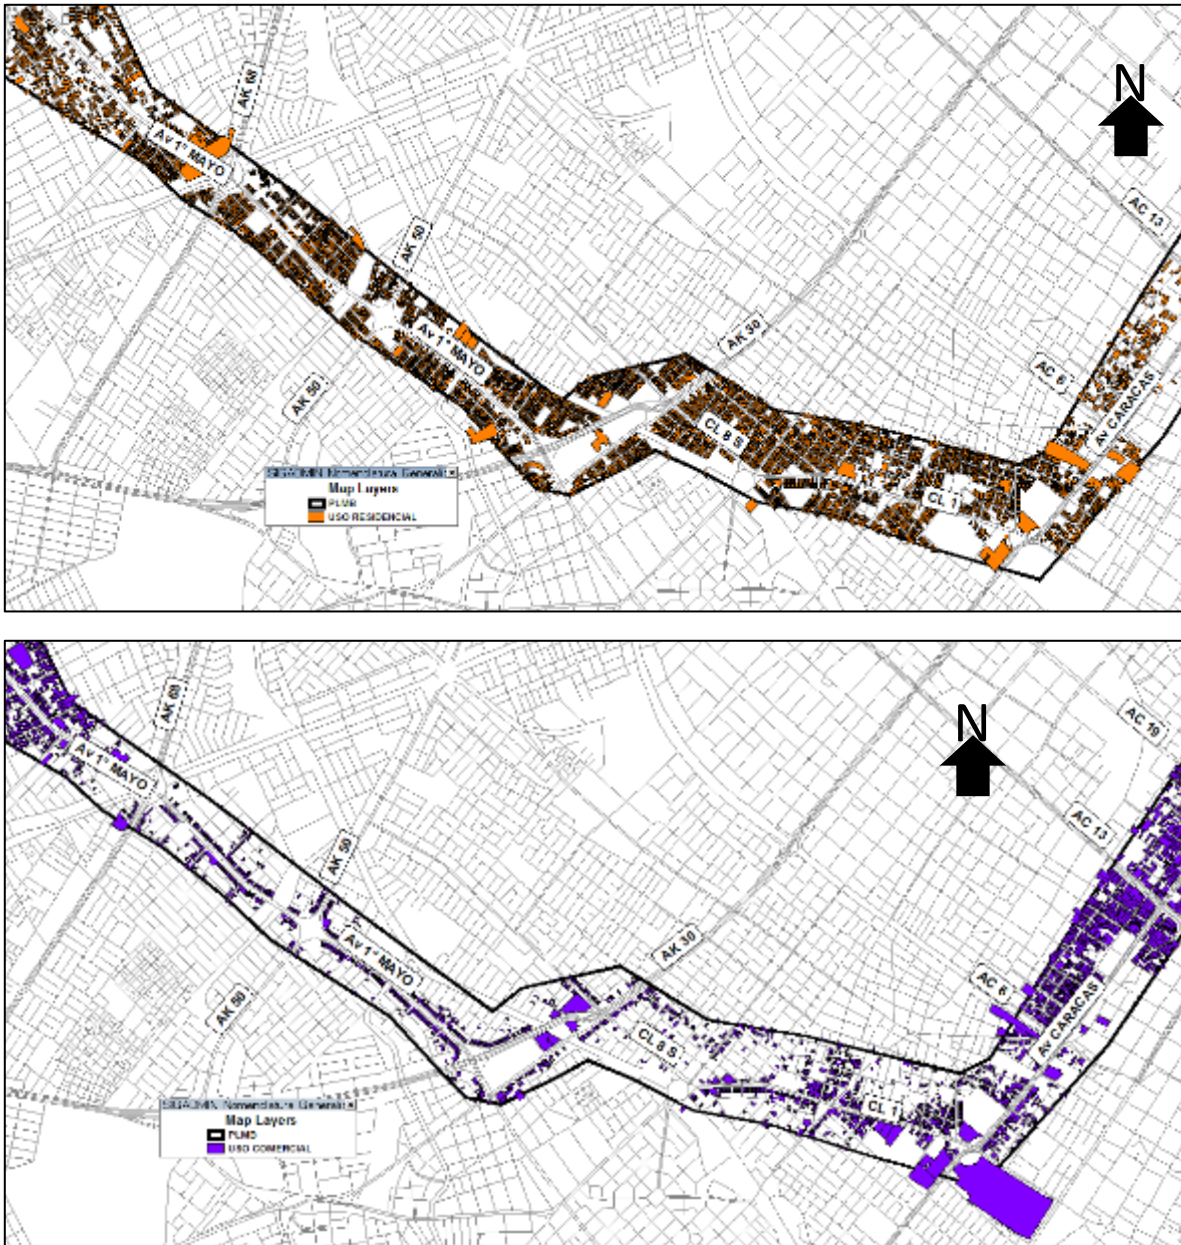 N
AK 68
AC 13
Av 1° MAYO
AK 50
AK 30
Av 1° MAYO
AC 6
Av CARACAS
AK 50
CL 8 S
CL 1
Map Layers
PLMB
USO RESIDENCIAL
N
AK 68
AC 19
Av 1° MAYO
AC 13
AK 50
AK 30
Av 1° MAYO
AC 6
Av CARACAS
AK 50
CL 8 S
CL 1
Map Layers
PLMB
USO COMERCIAL